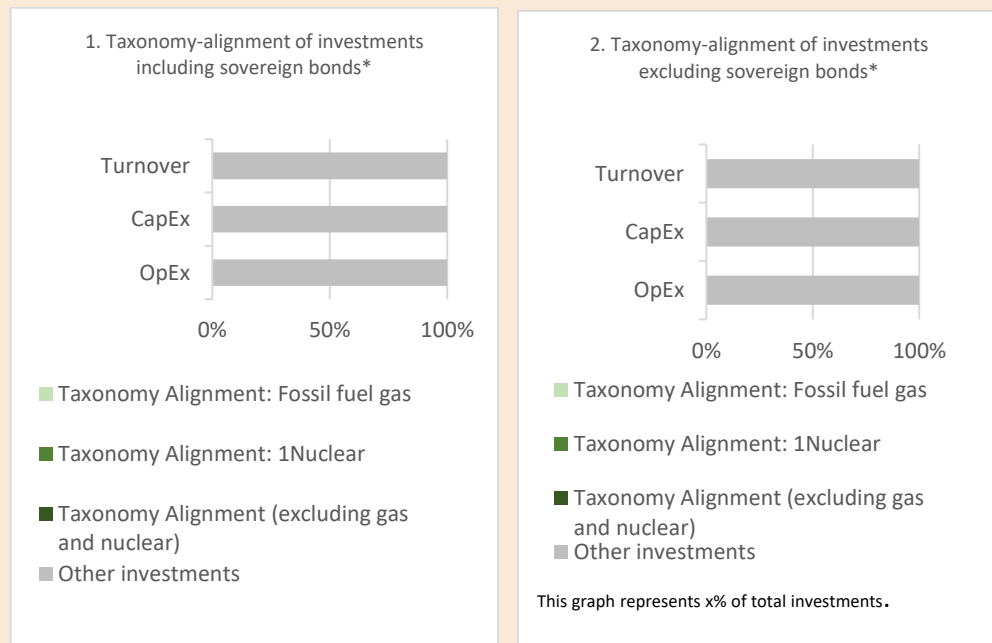 1. Taxonomy-alignment of investments
including sovereign bonds*
Turnover
CapEx
OpEx
0% 50% 100%
Taxonomy Alignment: Fossil fuel gas
Taxonomy Alignment: 1Nuclear
Taxonomy Alignment (excluding gas
and nuclear)
Other investments
2. Taxonomy-alignment of investments
excluding sovereign bonds*
Turnover
CapEx
OpEx
0% 50% 100%
Taxonomy Alignment: Fossil fuel gas
Taxonomy Alignment: 1Nuclear
Taxonomy Alignment (excluding gas
and nuclear)
Other investments
This graph represents x% of total investments.